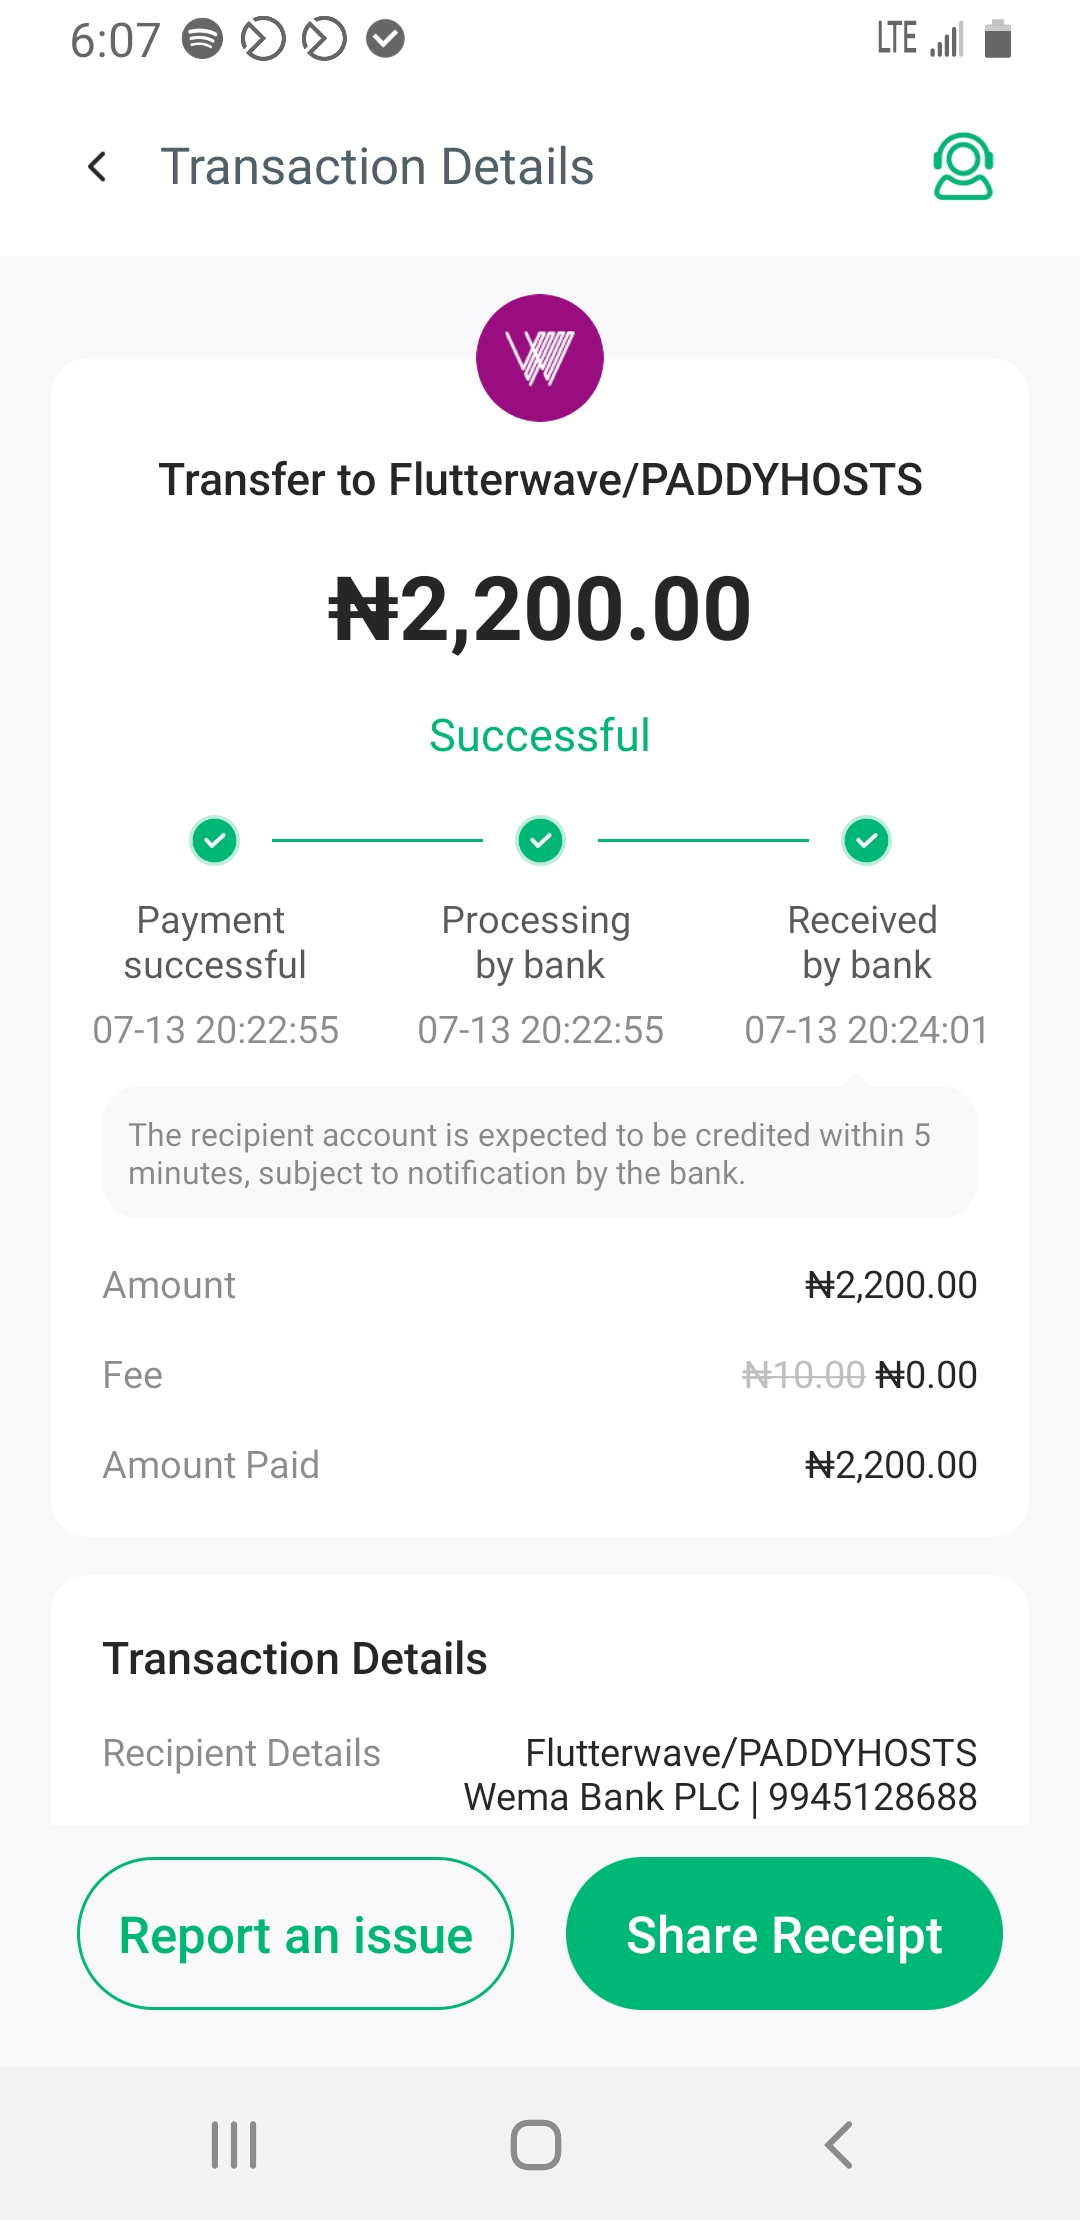 6:07
LTE
Transaction Details
Transfer to Flutterwave/PADDYHOSTS
₦2,200.00
Successful
Payment successful
Processing by bank
Received by bank
07-13 20:22:55
07-13 20:22:55
07-13 20:24:01
The recipient account is expected to be credited within 5
minutes, subject to notification by the bank.
Amount ₦2,200.00
Fee ₦10.00 ₦0.00
Amount Paid ₦2,200.00
Transaction Details
Recipient Details Flutterwave/PADDYHOSTS
Wema Bank PLC | 9945128688
Report an issue
Share Receipt